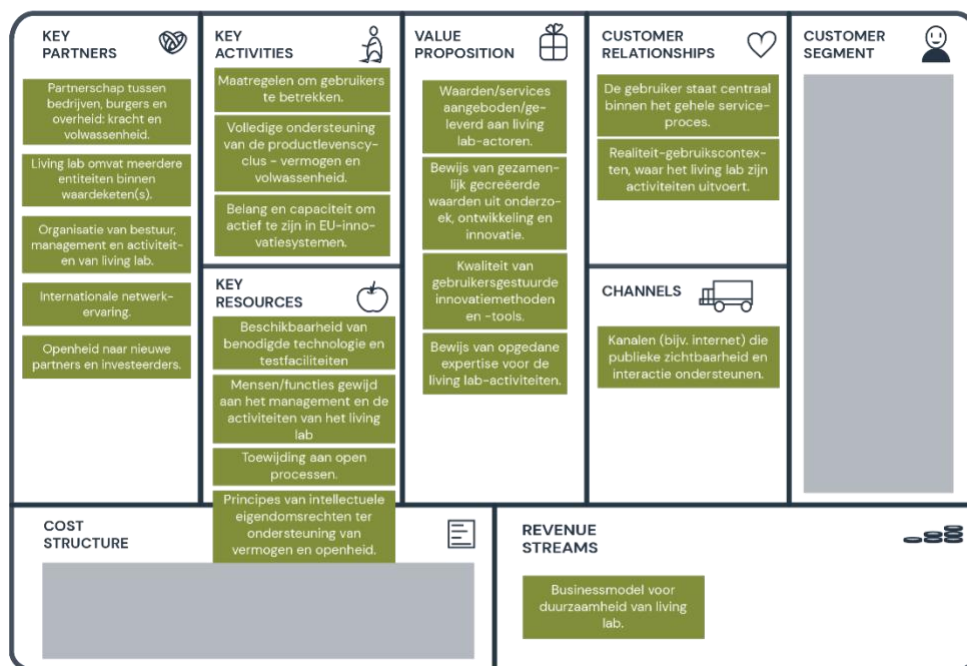 KEY
PARTNERS
Partnerschap tussen
bedrijven, burgers en
overheid: kracht en
volwassenheid.
Living lab omvat meerdere
entiteiten binnen
waardeketen(s).
Organisatie van bestuur,
management en activiteit-
en van living lab.
Internationale netwerk-
ervaring.
Openheid naar nieuwe
partners en investeerders.
KEY
ACTIVITIES
Maatregelen om gebruikers
te betrekken.
Volledige ondersteuning
van de productlevenscy-
clus - vermogen en
volwassenheid.
Belang en capaciteit om
actief te zijn in EU-inno-
vatiesystemen.
KEY
RESOURCES
Beschikbaarheid van
benodigde technologie en
testfaciliteiten
Mensen/functies gewijd
aan het management en de
activiteiten van het living
lab
Toewijding aan open
processen.
Principes van intellectuele
eigendomsrechten ter
ondersteuning van
vermogen en openheid.
VALUE
PROPOSITION
Waarden/services
aangeboden/ge-
leverd aan living
lab-actoren.
Bewijs van gezamen-
lijk gecreëerde
waarden uit onderzo-
ek, ontwikkeling en
innovatie.
Kwaliteit van
gebruikersgestuurde
innovatiemethoden
en -tools.
Bewijs van opgedane
expertise voor de
living lab-activiteiten.
CUSTOMER
RELATIONSHIPS
De gebruiker staat centraal
binnen het gehele service-
proces.
Realiteit-gebruikscontex-
ten, waar het living lab zijn
activiteiten uitvoert.
CHANNELS
Kanalen (bijv. internet) die
publieke zichtbaarheid en
interactie ondersteunen.
CUSTOMER
SEGMENT
COST
STRUCTURE
REVENUE
STREAMS
Businessmodel voor
duurzaamheid van living
lab.